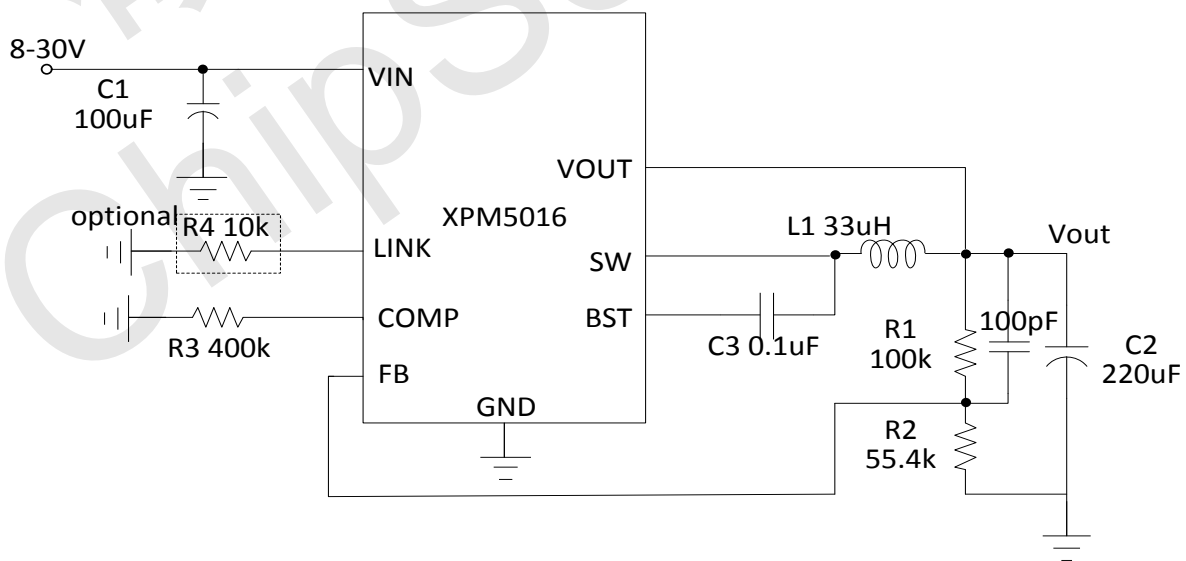 ChipS
8-30V
C1
100uF
VIN
VOUT
XPM5016
optional
R4 10k
LINK
L1 33uH
Vout
SW
COMP
BST
R3 400k
C3 0.1uF
R1
100k
100pF
C2
220uF
FB
GND
R2
55.4k